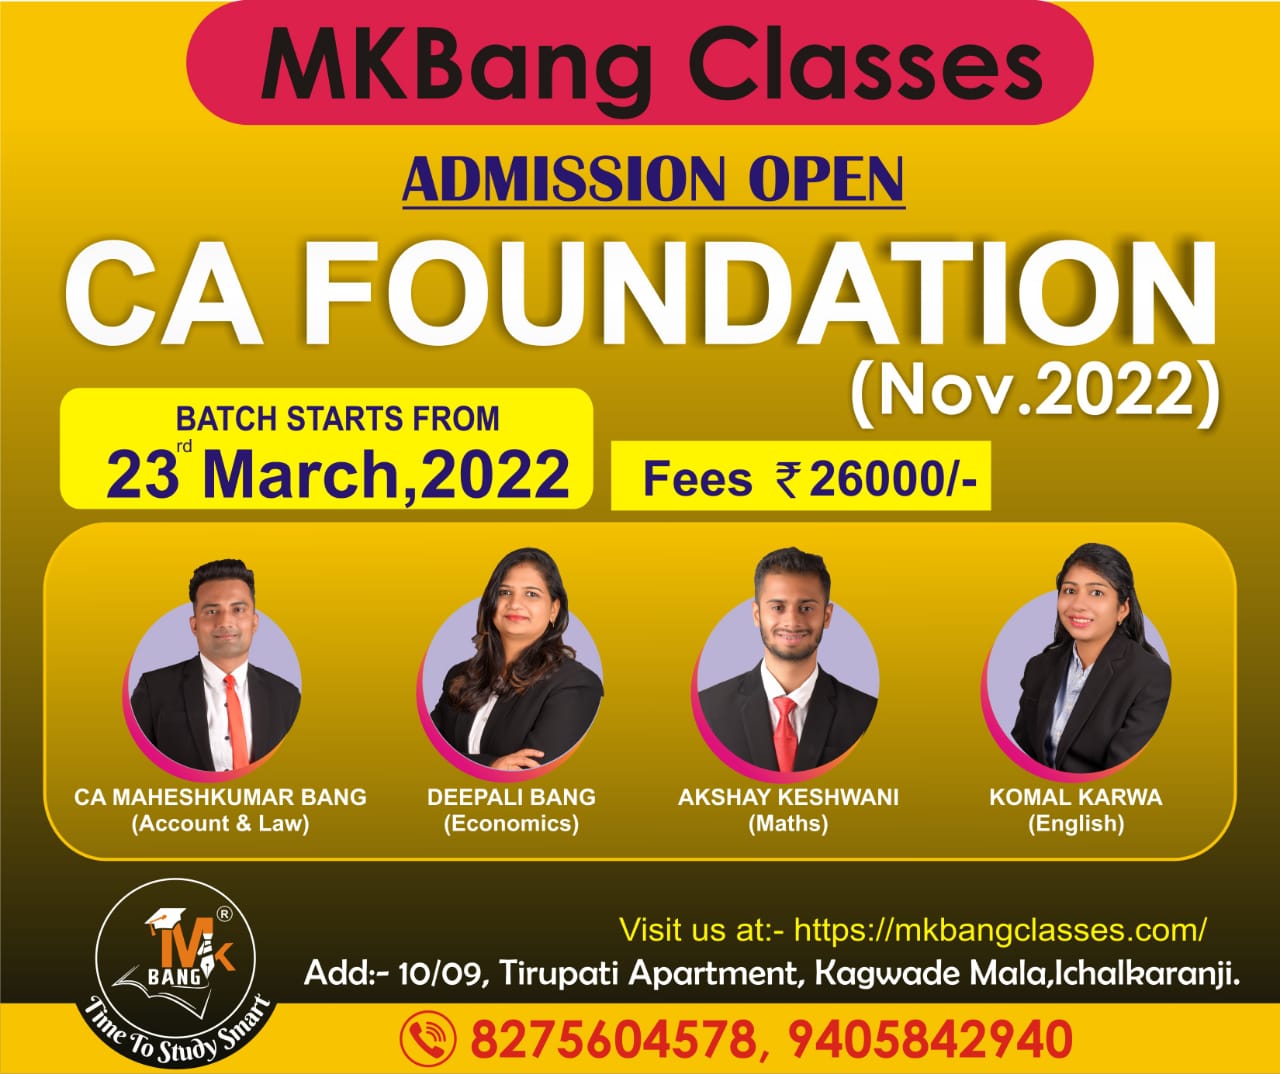 MKBang Classes
ADMISSION OPEN
CA FOUNDATION
(Nov.2022)
BATCH STARTS FROM
23rd March,2022
Fees ₹ 26000/-
CA MAHESHKUMAR BANG
(Account & Law)
DEEPALI BANG
(Economics)
AKSHAY KESHWANI
(Maths)
KOMAL KARWA
(English)
MK ®
BANG
Time To Study Smart
Visit us at:- https://mkbangclasses.com/
Add:- 10/09, Tirupati Apartment, Kagwade Mala,Ichalkaranji.
8275604578, 9405842940